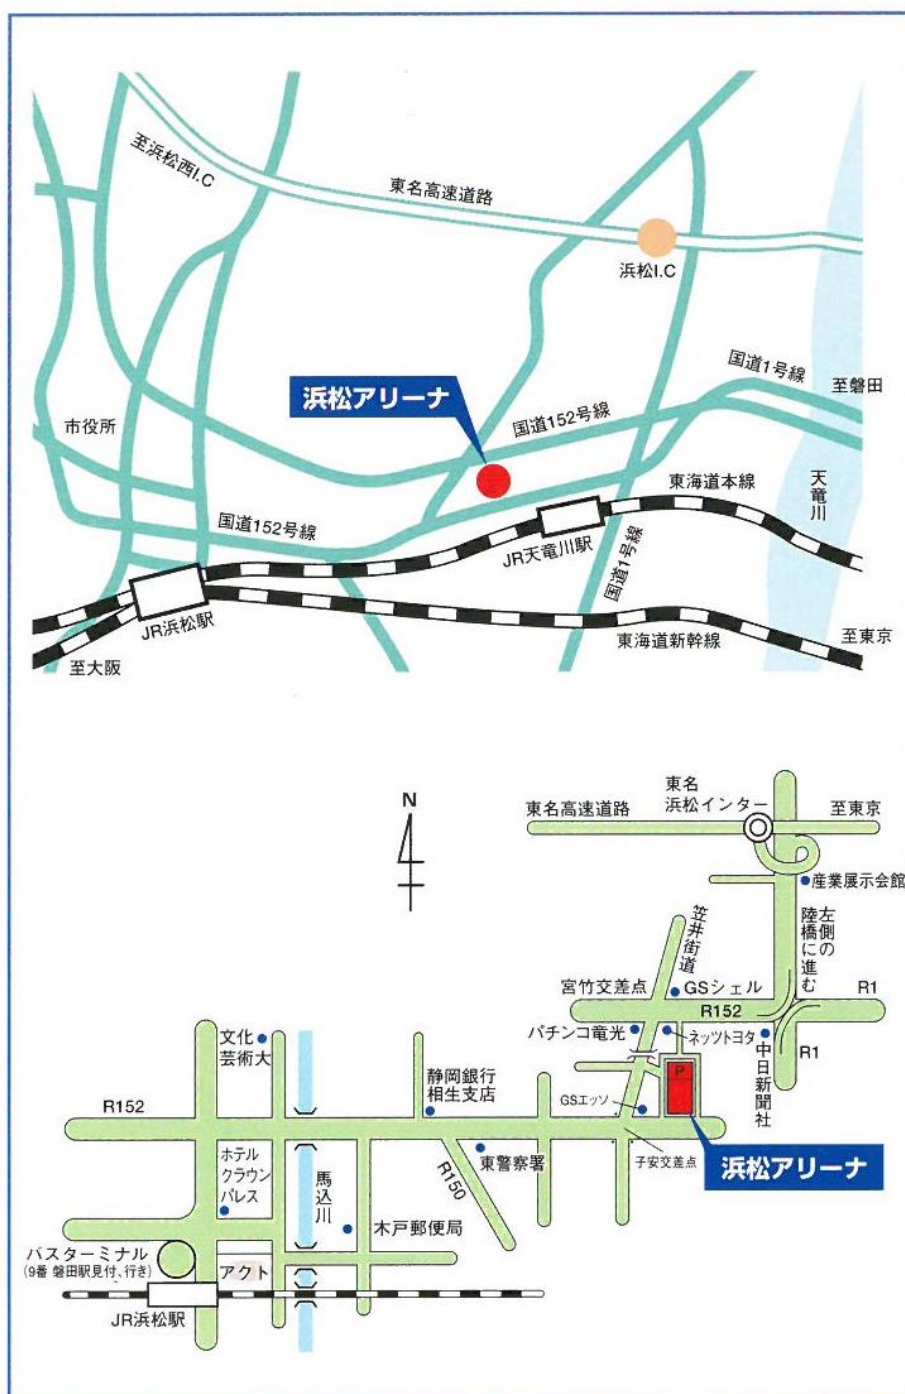 至浜松西I.C
東名高速道路
浜松I.C
国道1号線
至磐田
浜松アリーナ
国道152号線
市役所
天竜川
東海道本線
国道152号線
JR天竜川駅
国道1号線
JR浜松駅
東海道新幹線
至東京
至大阪
N
東名
浜松インター
東名高速道路
至東京
産業展示会館
左側の
陸橋に進む
笠井街道
宮竹交差点
GSシェル
R152
R1
パチンコ竜光
ネッツトヨタ
中日新聞社
R1
文化
芸術大
静岡銀行
相生支店
P
GSエッソ
R152
子安交差点
浜松アリーナ
ホテル
クラウン
パレス
馬込川
東警察署
R150
木戸郵便局
バスターミナル
(9番 磐田駅見付、行き)
アクト
JR浜松駅